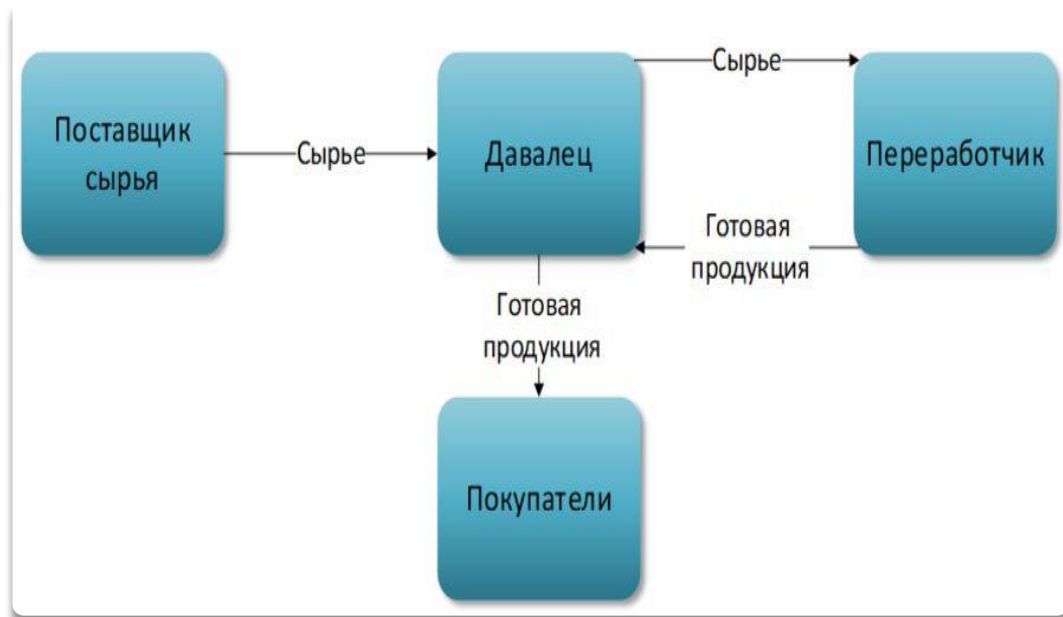 Сырье
Поставщик
сырья
Сырье
Давалец
Переработчик
Готовая
продукция
Готовая
продукция
Покупатели